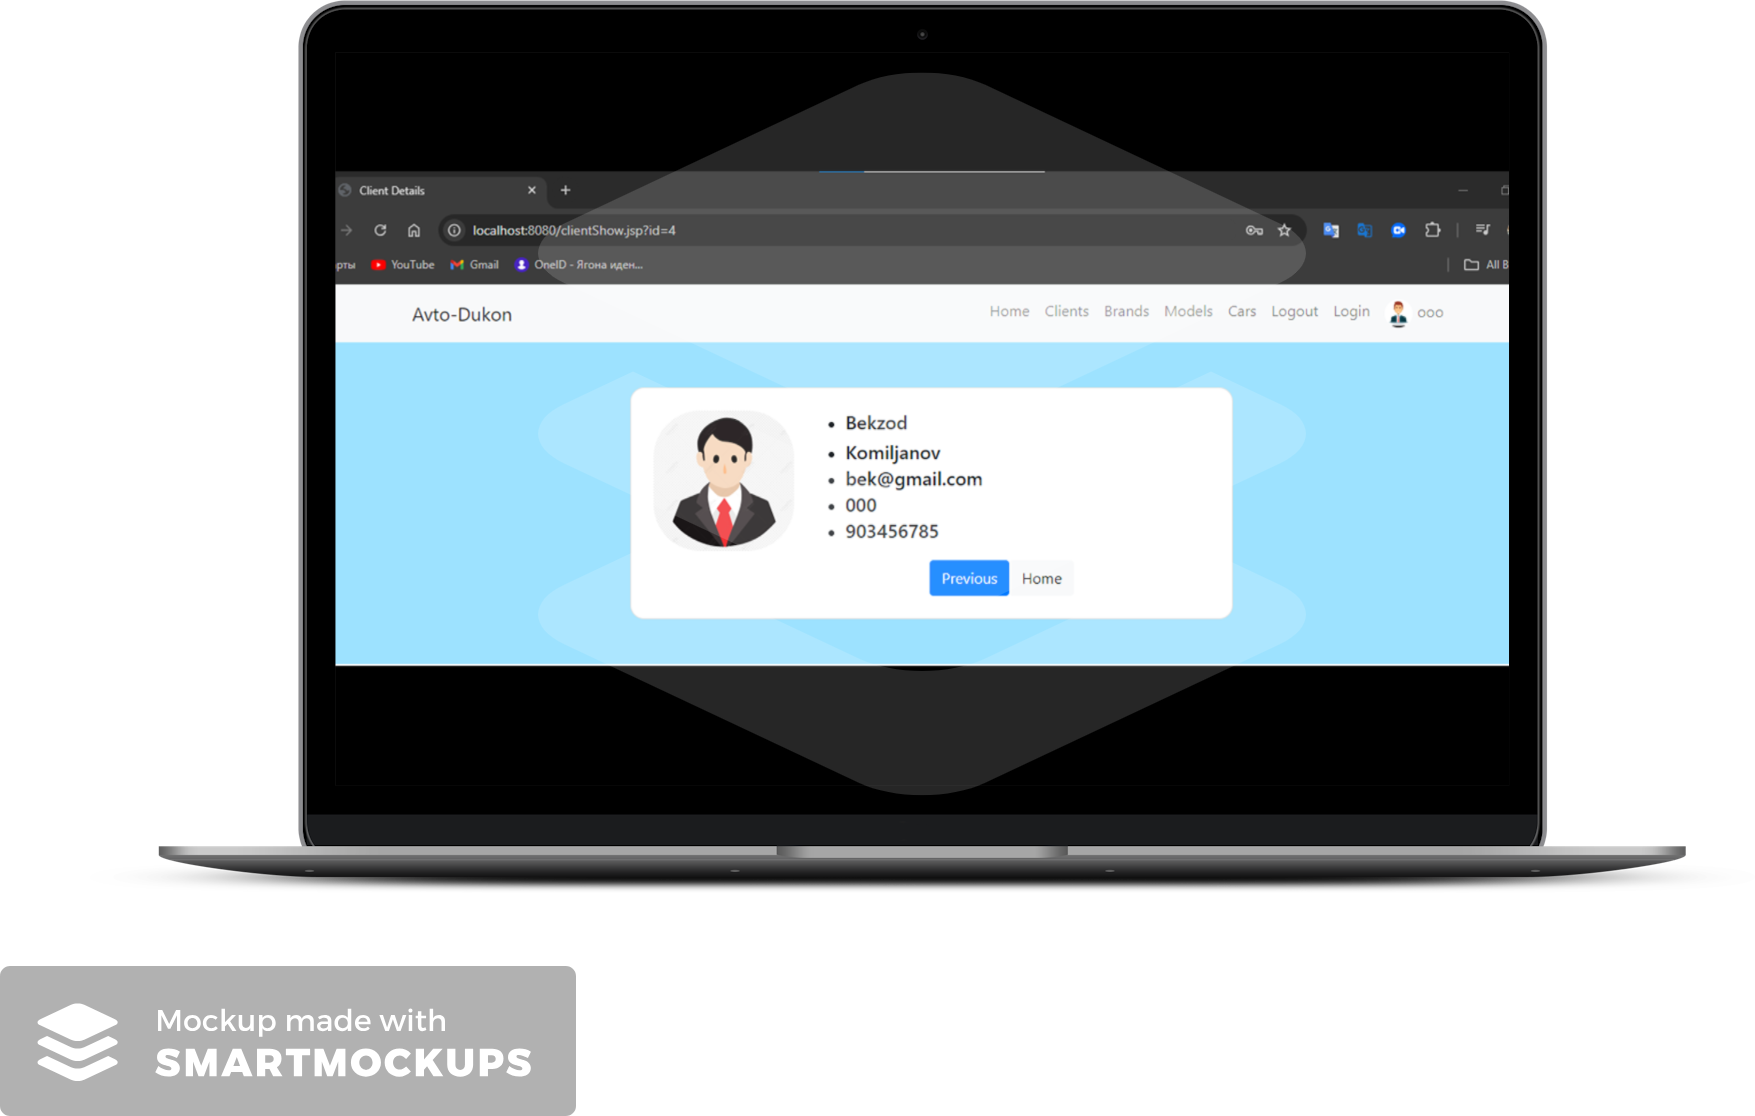 Client Details
localhost:8080/clientShow.jsp?id=4
рты YouTube Gmail OneID - Ягона иден... All B
Avto-Dukon Home Clients Brands Models Cars Logout Login ooo
Bekzod
Komiljanov
bek@gmail.com
000
903456785
Previous Home
Mockup made with
SMARTMOCKUPS